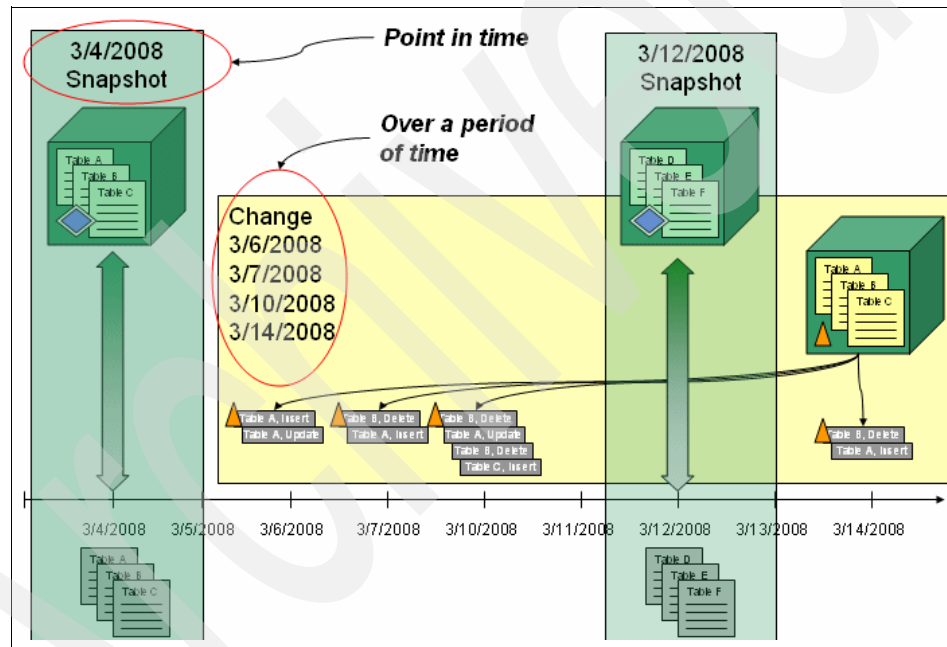 3/4/2008
Snapshot
Point in time
3/12/2008
Snapshot
Over a period
of time
Table A
Table B
Table C
Table D
Table E
Table F
Change
3/6/2008
3/7/2008
3/10/2008
3/14/2008
Table A
Table B
Table C
Table A, Insert
Table A, Update
Table B, Delete
Table A, Insert
Table B, Delete
Table A, Update
Table B, Delete
Table C, Insert
Table B, Delete
Table A, Insert
3/4/2008
3/5/2008
3/6/2008
3/7/2008
3/10/2008
3/11/2008
3/12/2008
3/13/2008
3/14/2008
Table A
Table B
Table C
Table D
Table E
Table F